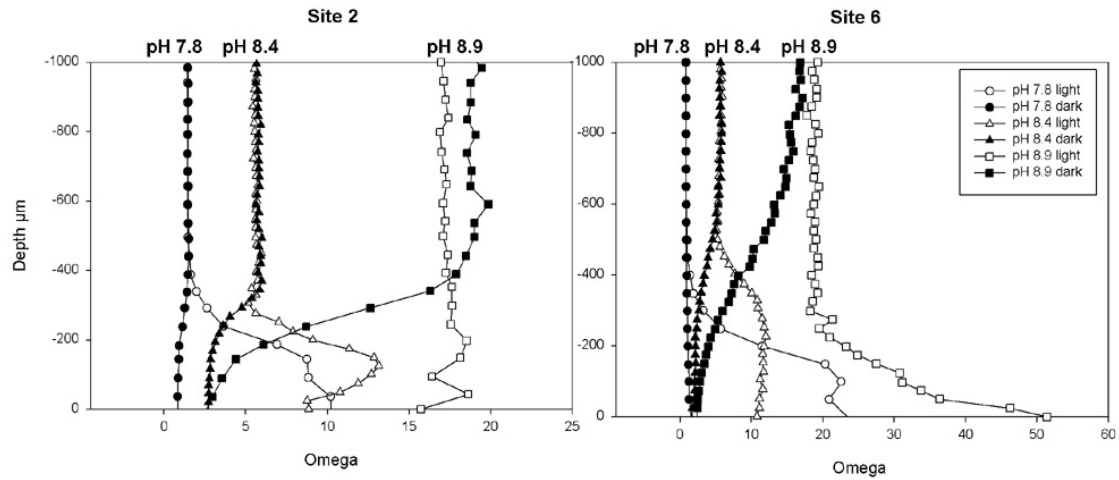 Site 2
Site 6
pH 7.8 pH 8.4 pH 8.9
pH 7.8 pH 8.4 pH 8.9
-1000
-800
-600
-400
-200
0
Depth µm
0 5 10 15 20 25
Omega
-1000
-800
-600
-400
-200
0
0 10 20 30 40 50 60
Omega
pH 7.8 light
pH 7.8 dark
pH 8.4 light
pH 8.4 dark
pH 8.9 light
pH 8.9 dark